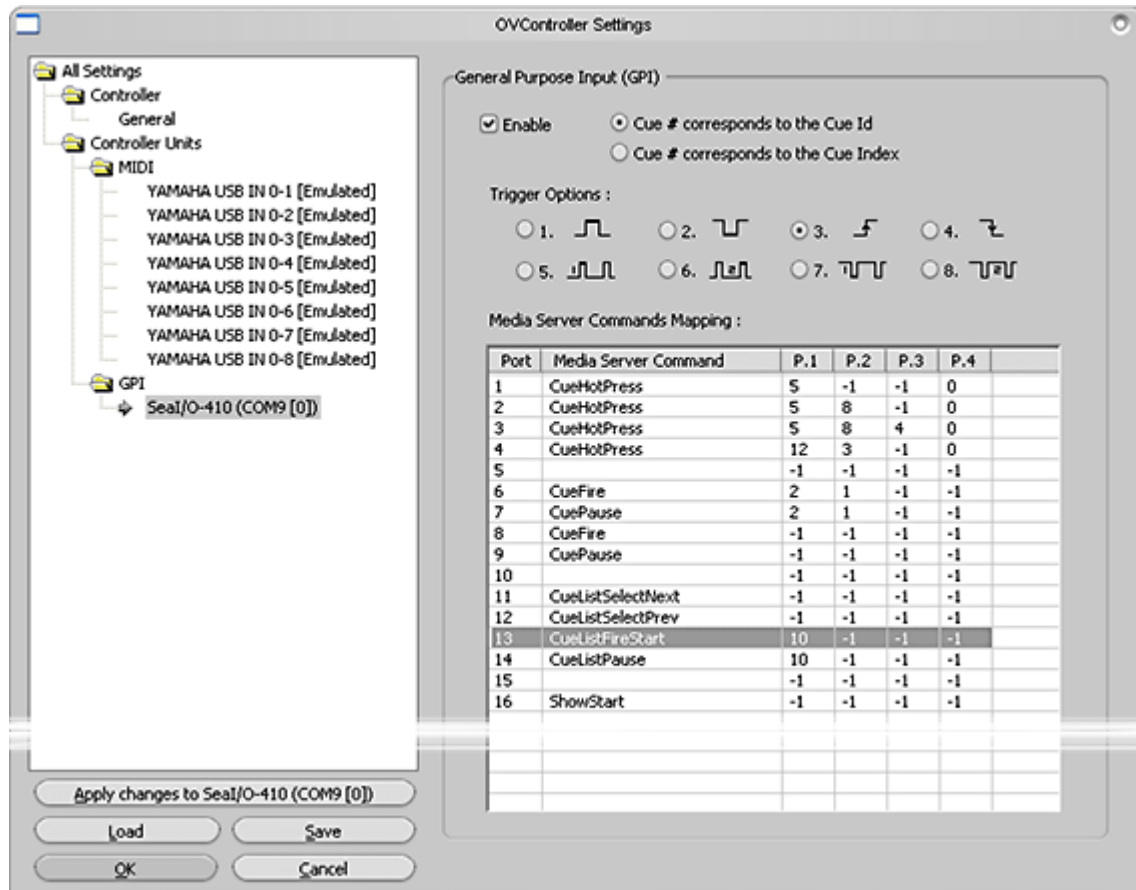 OVController Settings
All Settings
Controller
General
Controller Units
MIDI
YAMAHA USB IN 0-1 [Emulated]
YAMAHA USB IN 0-2 [Emulated]
YAMAHA USB IN 0-3 [Emulated]
YAMAHA USB IN 0-4 [Emulated]
YAMAHA USB IN 0-5 [Emulated]
YAMAHA USB IN 0-6 [Emulated]
YAMAHA USB IN 0-7 [Emulated]
YAMAHA USB IN 0-8 [Emulated]
GPI
SeaI/O-410 (COM9 [0])
Apply changes to SeaI/O-410 (COM9 [0])
Load Save
OK Cancel
General Purpose Input (GPI)
Enable Cue # corresponds to the Cue Id
Cue # corresponds to the Cue Index
Trigger Options :
1. 2. 3. 4.
5. 6. 7. 8.
Media Server Commands Mapping :
Port Media Server Command P.1 P.2 P.3 P.4
1 CueHotPress 5 -1 -1 0
2 CueHotPress 5 8 -1 0
3 CueHotPress 5 8 4 0
4 CueHotPress 12 3 -1 0
5 -1 -1 -1 -1
6 CueFire 2 1 -1 -1
7 CuePause 2 1 -1 -1
8 CueFire -1 -1 -1 -1
9 CuePause -1 -1 -1 -1
10 -1 -1 -1 -1
11 CueListSelectNext -1 -1 -1 -1
12 CueListSelectPrev -1 -1 -1 -1
13 CueListFireStart 10 -1 -1 -1
14 CueListPause 10 -1 -1 -1
15 -1 -1 -1 -1
16 ShowStart -1 -1 -1 -1